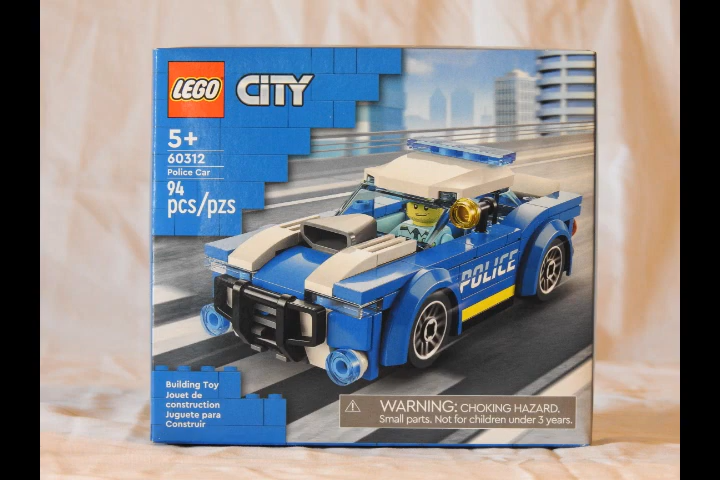 LEGO CITY
5+
60312
Police Car
94
pcs/pzs
POLICE
Building Toy
Jouet de
construction
Juguete para
Construir
WARNING: CHOKING HAZARD.
Small parts. Not for children under 3 years.